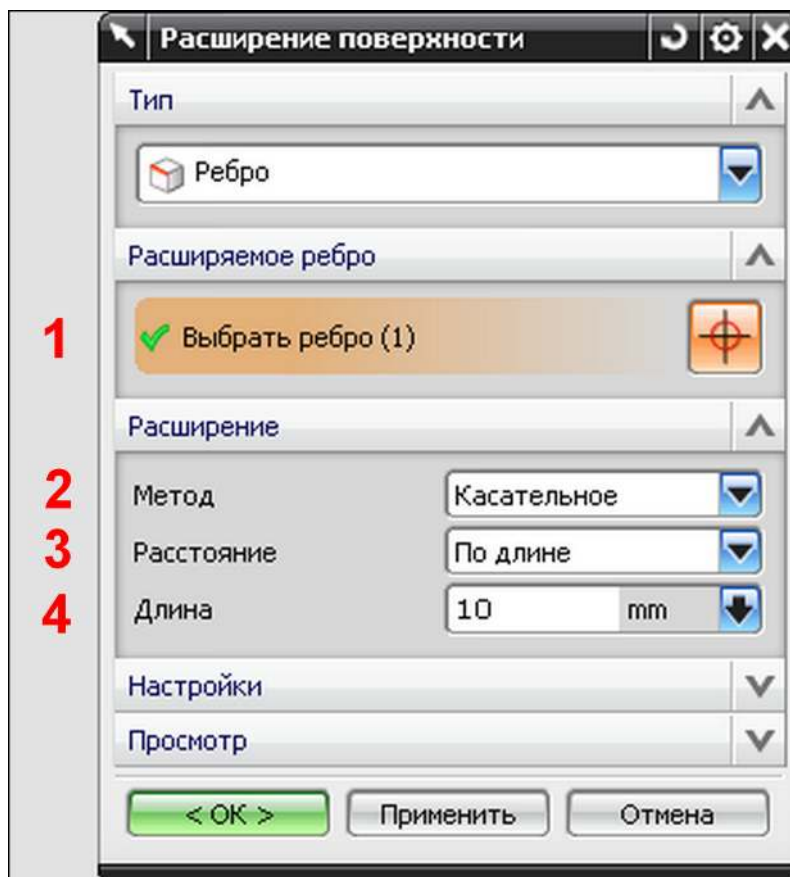 Расширение поверхности
Тип
Ребро
Расширяемое ребро
1 Выбрать ребро (1)
Расширение
2 Метод Касательное
3 Расстояние По длине
4 Длина 10 mm
Настройки
Просмотр
< OK > Применить Отмена